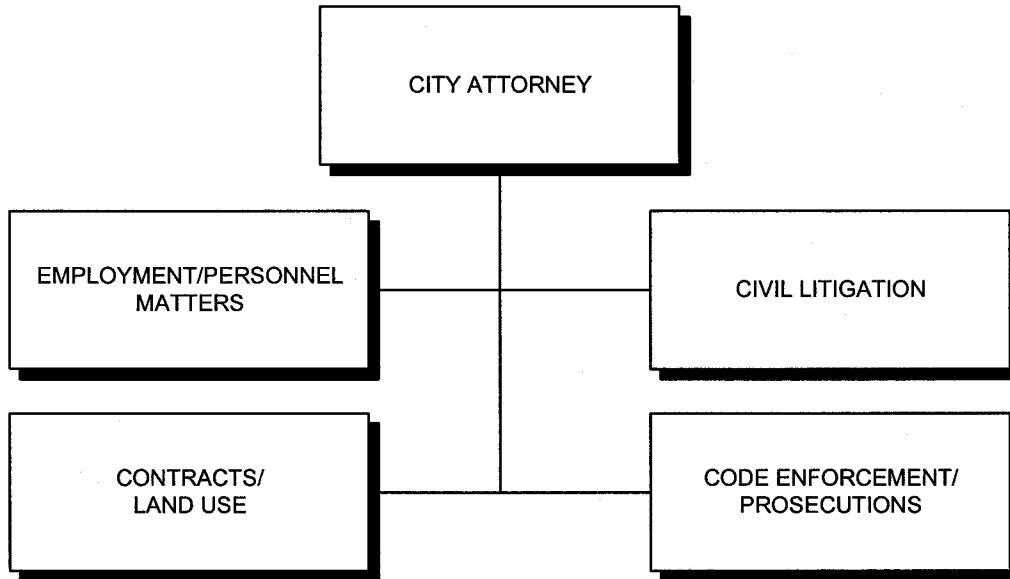 CITY ATTORNEY
EMPLOYMENT/PERSONNEL
MATTERS
CIVIL LITIGATION
CONTRACTS/
LAND USE
CODE ENFORCEMENT/
PROSECUTIONS